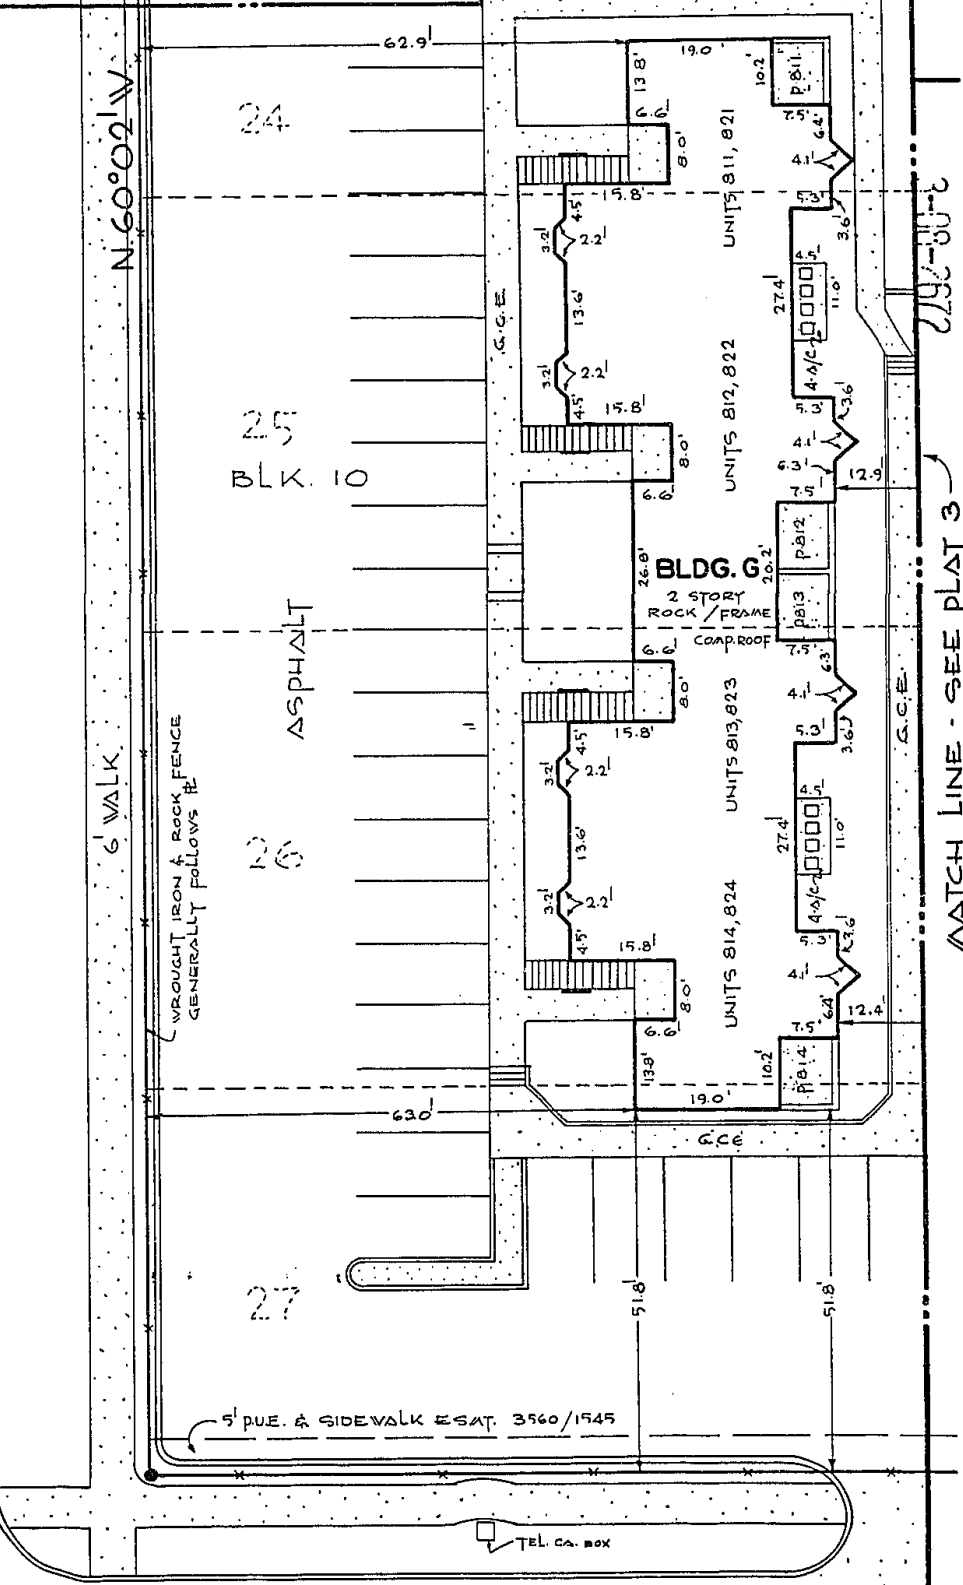 62.9'
19.0'
13.8'
10.2'
P811
7.5'
6.6'
8.0'
6.4'
4.1'
24
N.60°02'W
UNITS 811, 821
15.8'
5.3'
3.6'
4.5'
3.2'
2.2'
G.C.E.
13.6'
27.4'
4.5'
11.0'
4-A/C
3.2'
2.2'
4.5'
UNITS 812, 822
5.3'
3.6'
15.8'
8.0'
4.1'
25
BLK. 10
6.3'
12.9'
6.6'
7.5'
P812
26.8'
BLDG. G
20.2'
2 STORY
ROCK / FRAME
COMP. ROOF
P813
7.5'
MATCH LINE - SEE PLAT 3
ASPHALT
6.6'
8.0'
6.3'
4.1'
15.8'
5.3'
3.6'
G.C.E.
4.5'
3.2'
2.2'
UNITS 813, 823
6' WALK
WROUGHT IRON & ROCK FENCE
GENERALLY FOLLOWS ⅊
26
13.6'
4.5'
27.4'
11.0'
4-A/C
3.2'
2.2'
4.5'
UNITS 814, 824
5.3'
3.6'
15.8'
8.0'
4.1'
6.4'
12.4'
6.6'
7.5'
13.8'
10.2'
P814
63.0'
19.0'
G.C.E
27
51.8'
51.8'
5' P.U.E. & SIDEWALK ESMT. 3560/1545
TEL. CA. BOX